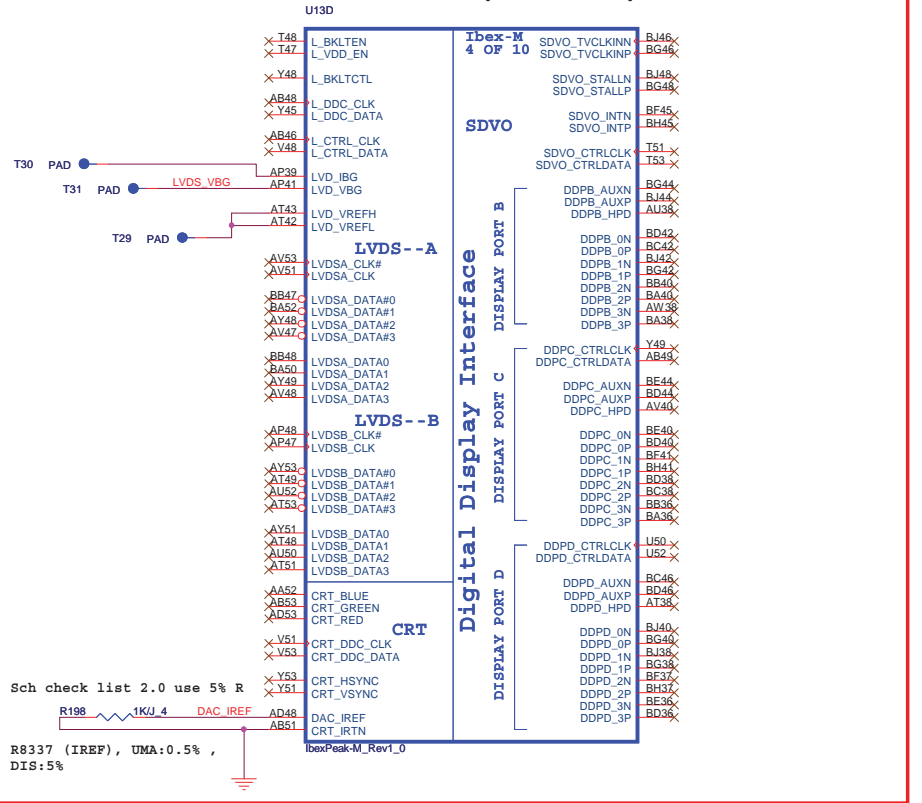 U13D
Ibex-M
4 OF 10
T48 L_BKLTEN
T47 L_VDD_EN
Y48 L_BKLTCTL
AB48 L_DDC_CLK
Y45 L_DDC_DATA
AB46 L_CTRL_CLK
V48 L_CTRL_DATA
T30 PAD
AP39 LVD_IBG
T31 PAD LVDS_VBG AP41 LVD_VBG
AT43 LVD_VREFH
AT42 LVD_VREFL
T29 PAD
LVDS--A
AV53 LVDSA_CLK#
AV51 LVDSA_CLK
BB47 LVDSA_DATA#0
BA52 LVDSA_DATA#1
AY48 LVDSA_DATA#2
AV47 LVDSA_DATA#3
BB48 LVDSA_DATA0
BA50 LVDSA_DATA1
AY49 LVDSA_DATA2
AV48 LVDSA_DATA3
LVDS--B
AP48 LVDSB_CLK#
AP47 LVDSB_CLK
AY53 LVDSB_DATA#0
AT49 LVDSB_DATA#1
AU52 LVDSB_DATA#2
AT53 LVDSB_DATA#3
AY51 LVDSB_DATA0
AT48 LVDSB_DATA1
AU50 LVDSB_DATA2
AT51 LVDSB_DATA3
AA52 CRT_BLUE
AB53 CRT_GREEN
AD53 CRT_RED
CRT
V51 CRT_DDC_CLK
V53 CRT_DDC_DATA
Y53 CRT_HSYNC
Y51 CRT_VSYNC
Sch check list 2.0 use 5% R
R198 1K/J_4 DAC_IREF AD48 DAC_IREF
AB51 CRT_IRTN
R8337 (IREF), UMA:0.5% ,
DIS:5%
IbexPeak-M_Rev1_0
Digital Display Interface
SDVO
SDVO_TVCLKINN BJ46
SDVO_TVCLKINP BG46
SDVO_STALLN BJ48
SDVO_STALLP BG48
SDVO_INTN BF45
SDVO_INTP BH45
SDVO_CTRLCLK T51
SDVO_CTRLDATA T53
DISPLAY PORT B
DDPB_AUXN BG44
DDPB_AUXP BJ44
DDPB_HPD AU38
DDPB_0N BD42
DDPB_0P BC42
DDPB_1N BJ42
DDPB_1P BG42
DDPB_2N BB40
DDPB_2P BA40
DDPB_3N AW38
DDPB_3P BA38
DISPLAY PORT C
DDPC_CTRLCLK Y49
DDPC_CTRLDATA AB49
DDPC_AUXN BE44
DDPC_AUXP BD44
DDPC_HPD AV40
DDPC_0N BE40
DDPC_0P BD40
DDPC_1N BF41
DDPC_1P BH41
DDPC_2N BD38
DDPC_2P BC38
DDPC_3N BB36
DDPC_3P BA36
DISPLAY PORT D
DDPD_CTRLCLK U50
DDPD_CTRLDATA U52
DDPD_AUXN BC46
DDPD_AUXP BD46
DDPD_HPD AT38
DDPD_0N BJ40
DDPD_0P BG40
DDPD_1N BJ38
DDPD_1P BG38
DDPD_2N BF37
DDPD_2P BH37
DDPD_3N BE36
DDPD_3P BD36